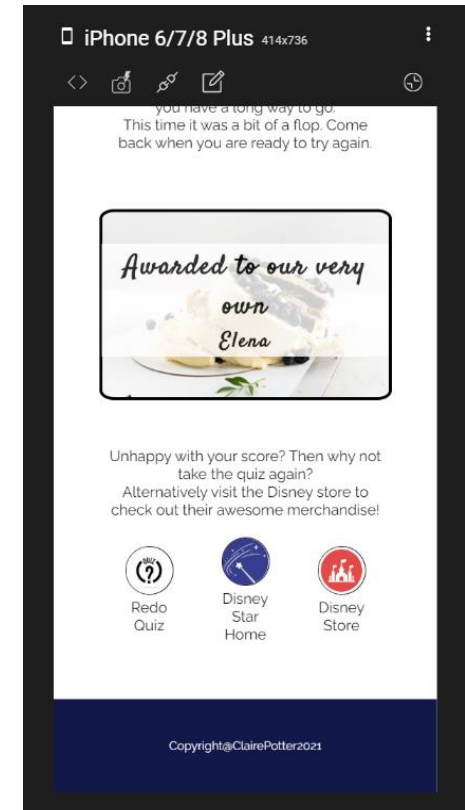 iPhone 6/7/8 Plus 414x736
you have a long way to go.
This time it was a bit of a flop. Come
back when you are ready to try again.
Awarded to our very
own
Elena
Unhappy with your score? Then why not
take the quiz again?
Alternatively visit the Disney store to
check out their awesome merchandise!
QUIZ
?
Redo
Quiz
Disney
Star
Home
Disney
Store
Copyright@ClairePotter2021